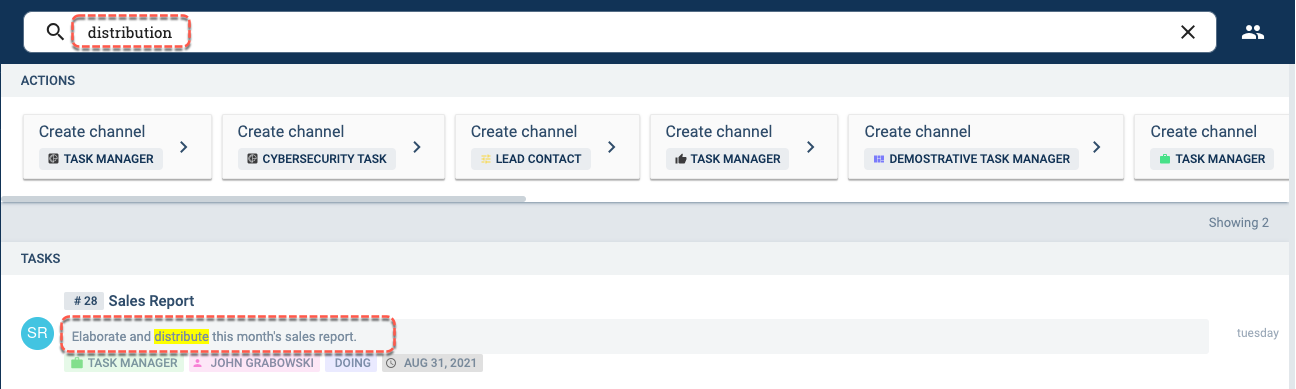 distribution
ACTIONS
Create channel
TASK MANAGER
Create channel
CYBERSECURITY TASK
Create channel
LEAD CONTACT
Create channel
TASK MANAGER
Create channel
DEMOSTRATIVE TASK MANAGER
Create channel
TASK MANAGER
Showing 2
TASKS
# 28 Sales Report
SR
Elaborate and distribute this month's sales report.
tuesday
TASK MANAGER JOHN GRABOWSKI DOING AUG 31, 2021